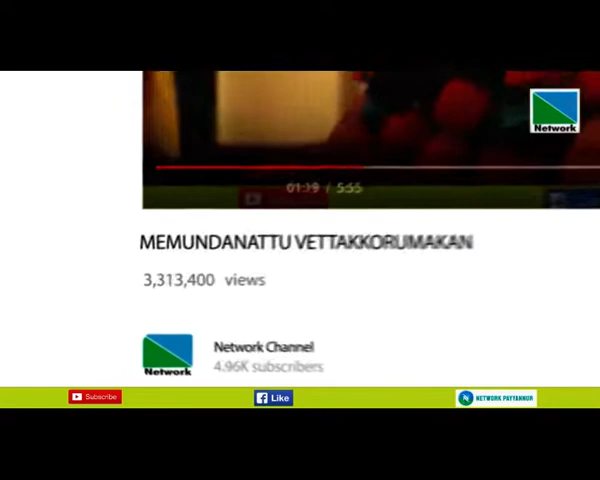 Network
01:19 / 5:55
MEMUNDANATTU VETTAKKORUMAKAN
3,313,400 views
Network Channel
Network
4.96K subscribers
Subscribe
Like
NETWORK PAYYANNUR